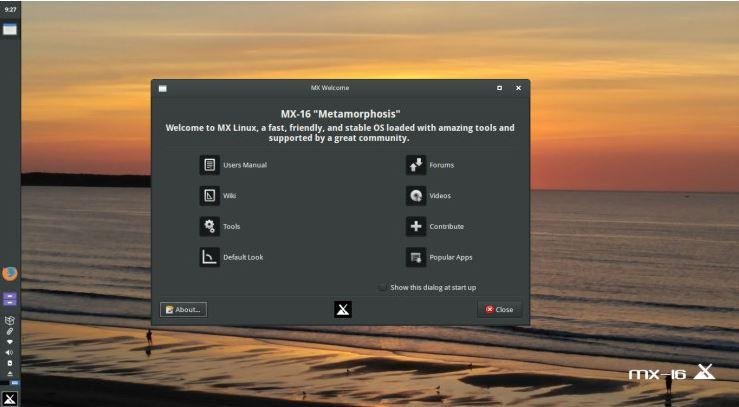 9:27
MX Welcome
MX-16 "Metamorphosis"
Welcome to MX Linux, a fast, friendly, and stable OS loaded with amazing tools and
supported by a great community.
Users Manual
Forums
Wiki
Videos
Tools
Contribute
Default Look
Popular Apps
Show this dialog at start up
About...
Close
mx-16